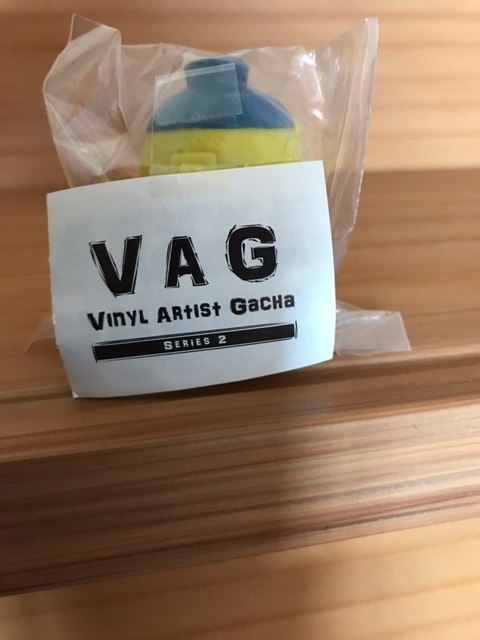 VAG
Vinyl Artist Gacha
Series 2